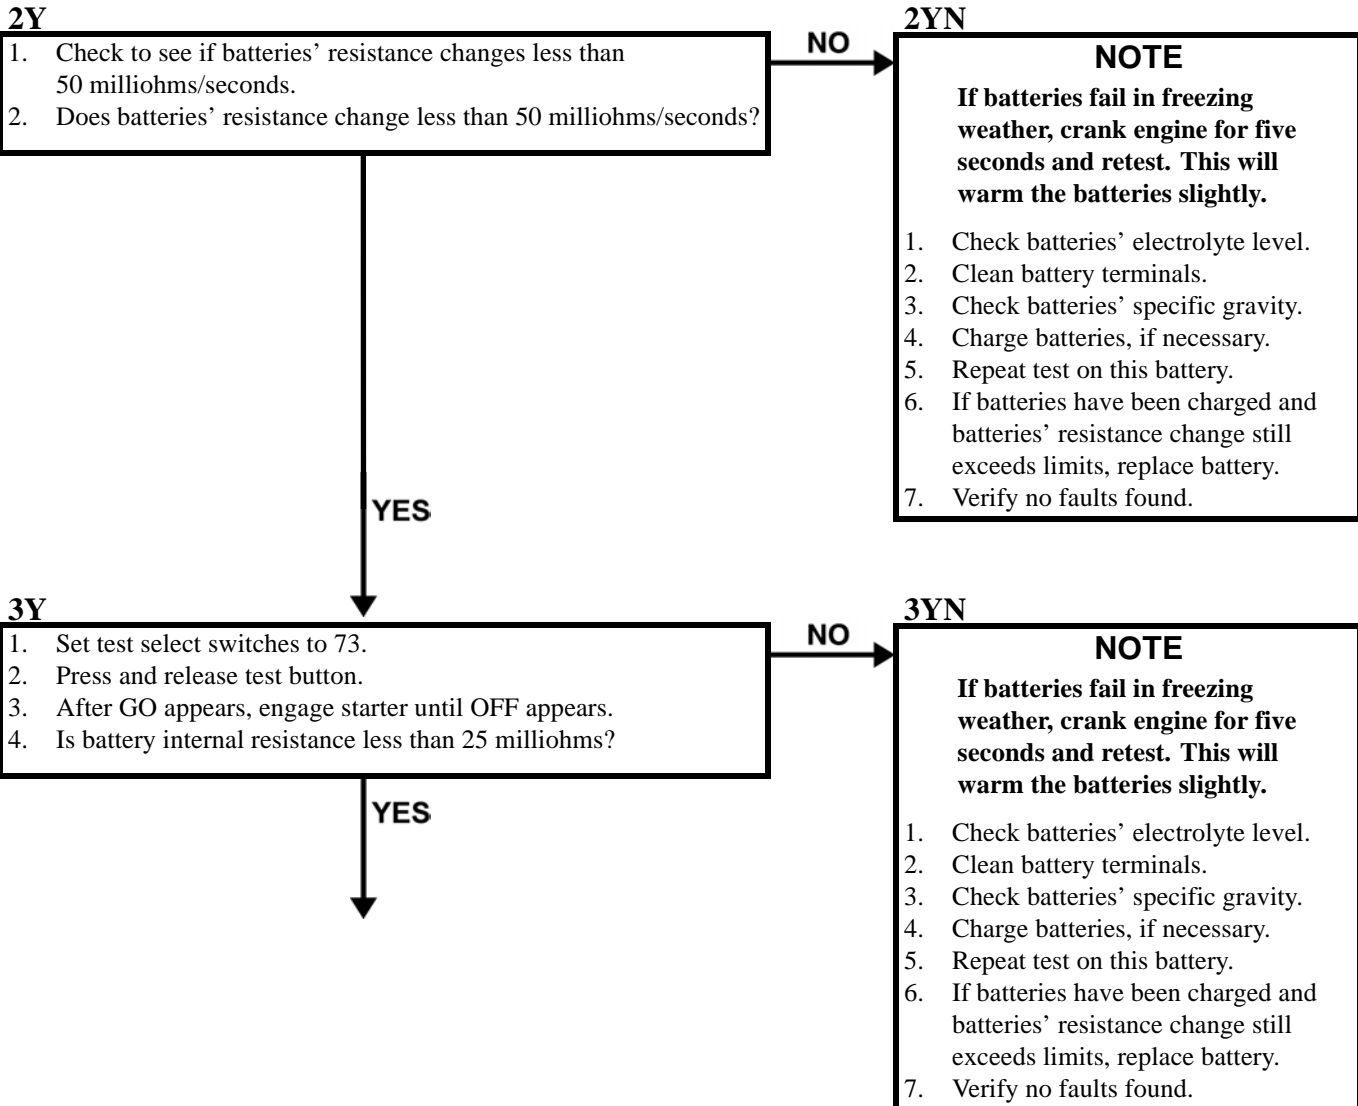 2Y
1. Check to see if batteries’ resistance changes less than
50 milliohms/seconds.
2. Does batteries’ resistance change less than 50 milliohms/seconds?
NO
2YN
NOTE
If batteries fail in freezing
weather, crank engine for five
seconds and retest. This will
warm the batteries slightly.
1. Check batteries’ electrolyte level.
2. Clean battery terminals.
3. Check batteries’ specific gravity.
4. Charge batteries, if necessary.
5. Repeat test on this battery.
6. If batteries have been charged and
batteries’ resistance change still
exceeds limits, replace battery.
7. Verify no faults found.
YES
3Y
1. Set test select switches to 73.
2. Press and release test button.
3. After GO appears, engage starter until OFF appears.
4. Is battery internal resistance less than 25 milliohms?
NO
3YN
NOTE
If batteries fail in freezing
weather, crank engine for five
seconds and retest. This will
warm the batteries slightly.
1. Check batteries’ electrolyte level.
2. Clean battery terminals.
3. Check batteries’ specific gravity.
4. Charge batteries, if necessary.
5. Repeat test on this battery.
6. If batteries have been charged and
batteries’ resistance change still
exceeds limits, replace battery.
7. Verify no faults found.
YES